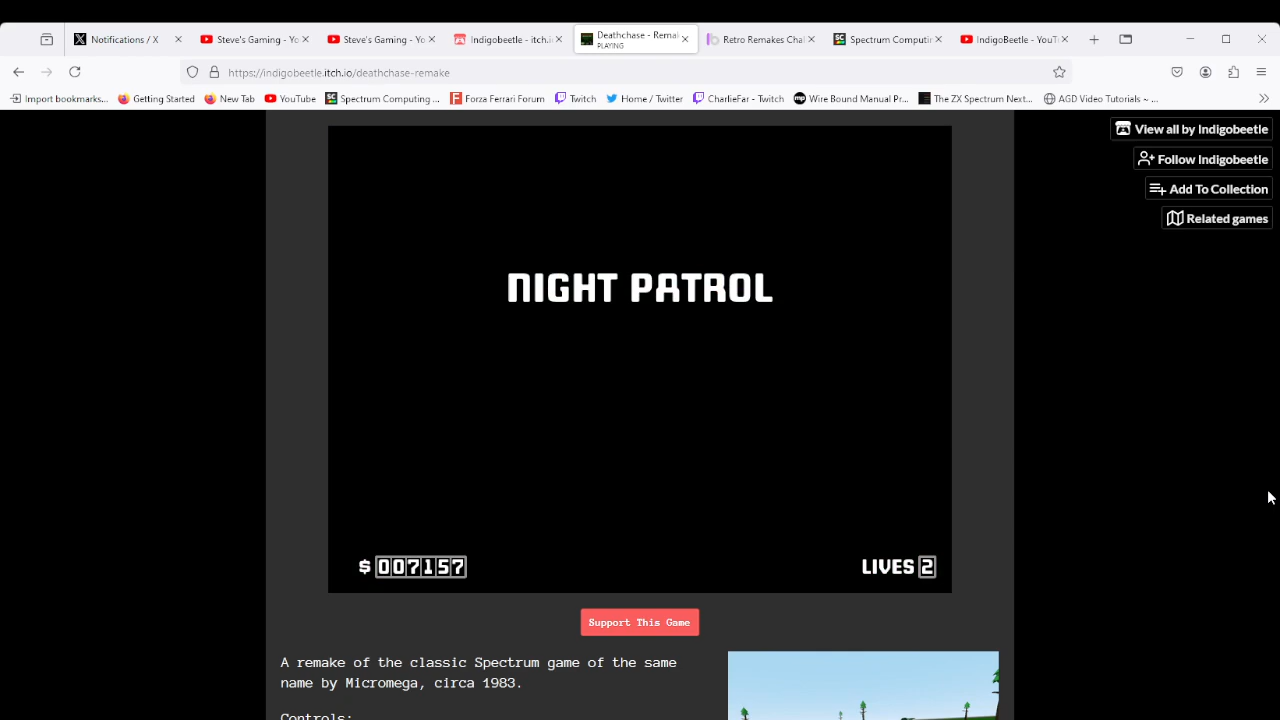 Notifications / X
Steve's Gaming - Yo
Steve's Gaming - Yo
Indigobeetle - itch.i
Deathchase - Remal
PLAYING
Retro Remakes Chal
Spectrum Computin
IndigoBeetle - YouT
https://indigobeetle.itch.io/deathchase-remake
Import bookmarks...
Getting Started
New Tab
YouTube
Spectrum Computing ...
Forza Ferrari Forum
Twitch
Home / Twitter
CharlieFar - Twitch
Wire Bound Manual Pr...
The ZX Spectrum Next...
AGD Video Tutorials ~ ...
View all by Indigobeetle
Follow Indigobeetle
Add To Collection
Related games
NIGHT PATROL
$ 007157
LIVES 2
Support This Game
A remake of the classic Spectrum game of the same
name by Micromega, circa 1983.
Controls: